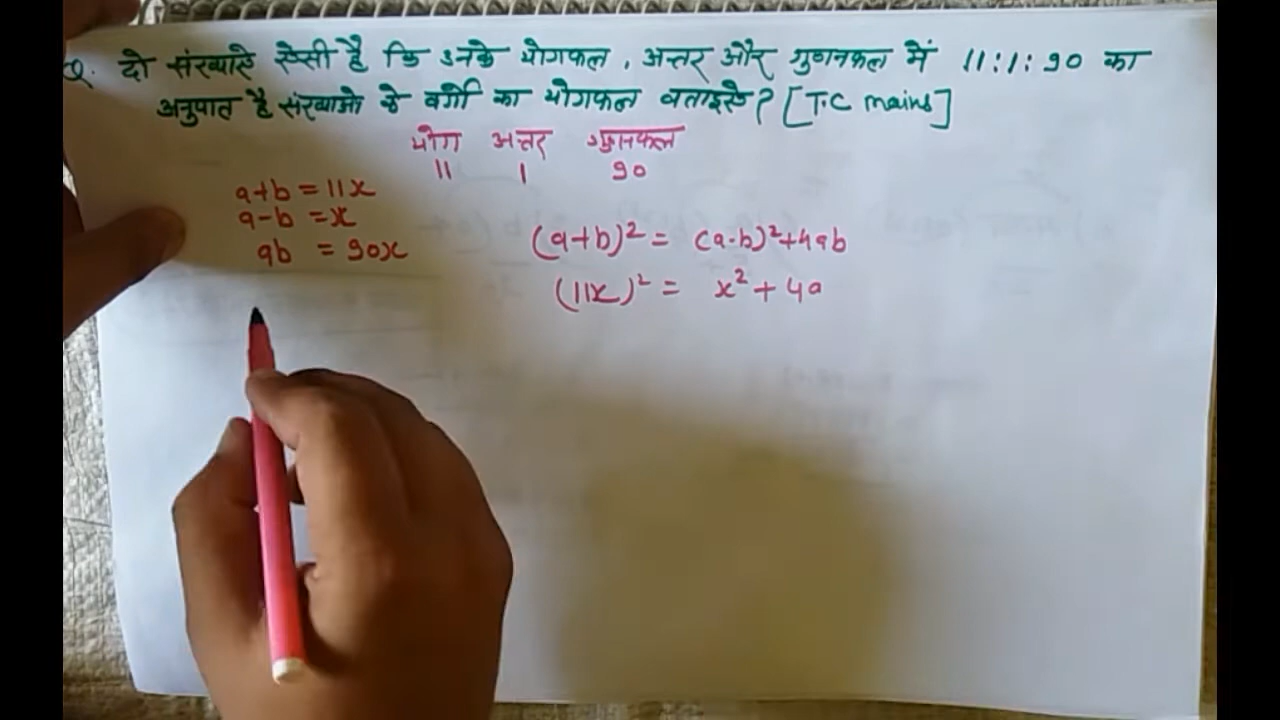 Q. दो संख्याऐ ऐसी है कि उनके योगफल, अन्तर और गुणनफल में 11:1:90 का
अनुपात है संख्याओ के वर्गो का योगफल बताइऐ? [T.C mains]
योग अन्तर गुणनफल
11 1 90
a+b = 11x
a-b = x
ab = 90x
(a+b)² = (a-b)²+4ab
(11x)² = x²+4a